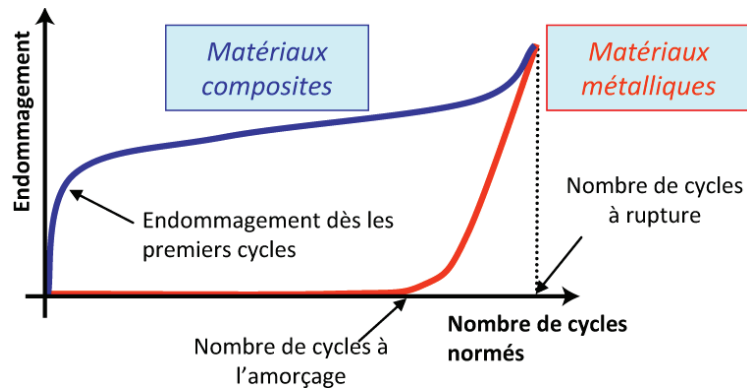 Endommagement
Matériaux
composites
Matériaux
métalliques
Endommagement dès les
premiers cycles
Nombre de cycles
à rupture
Nombre de cycles à
l'amorçage
Nombre de cycles
normés